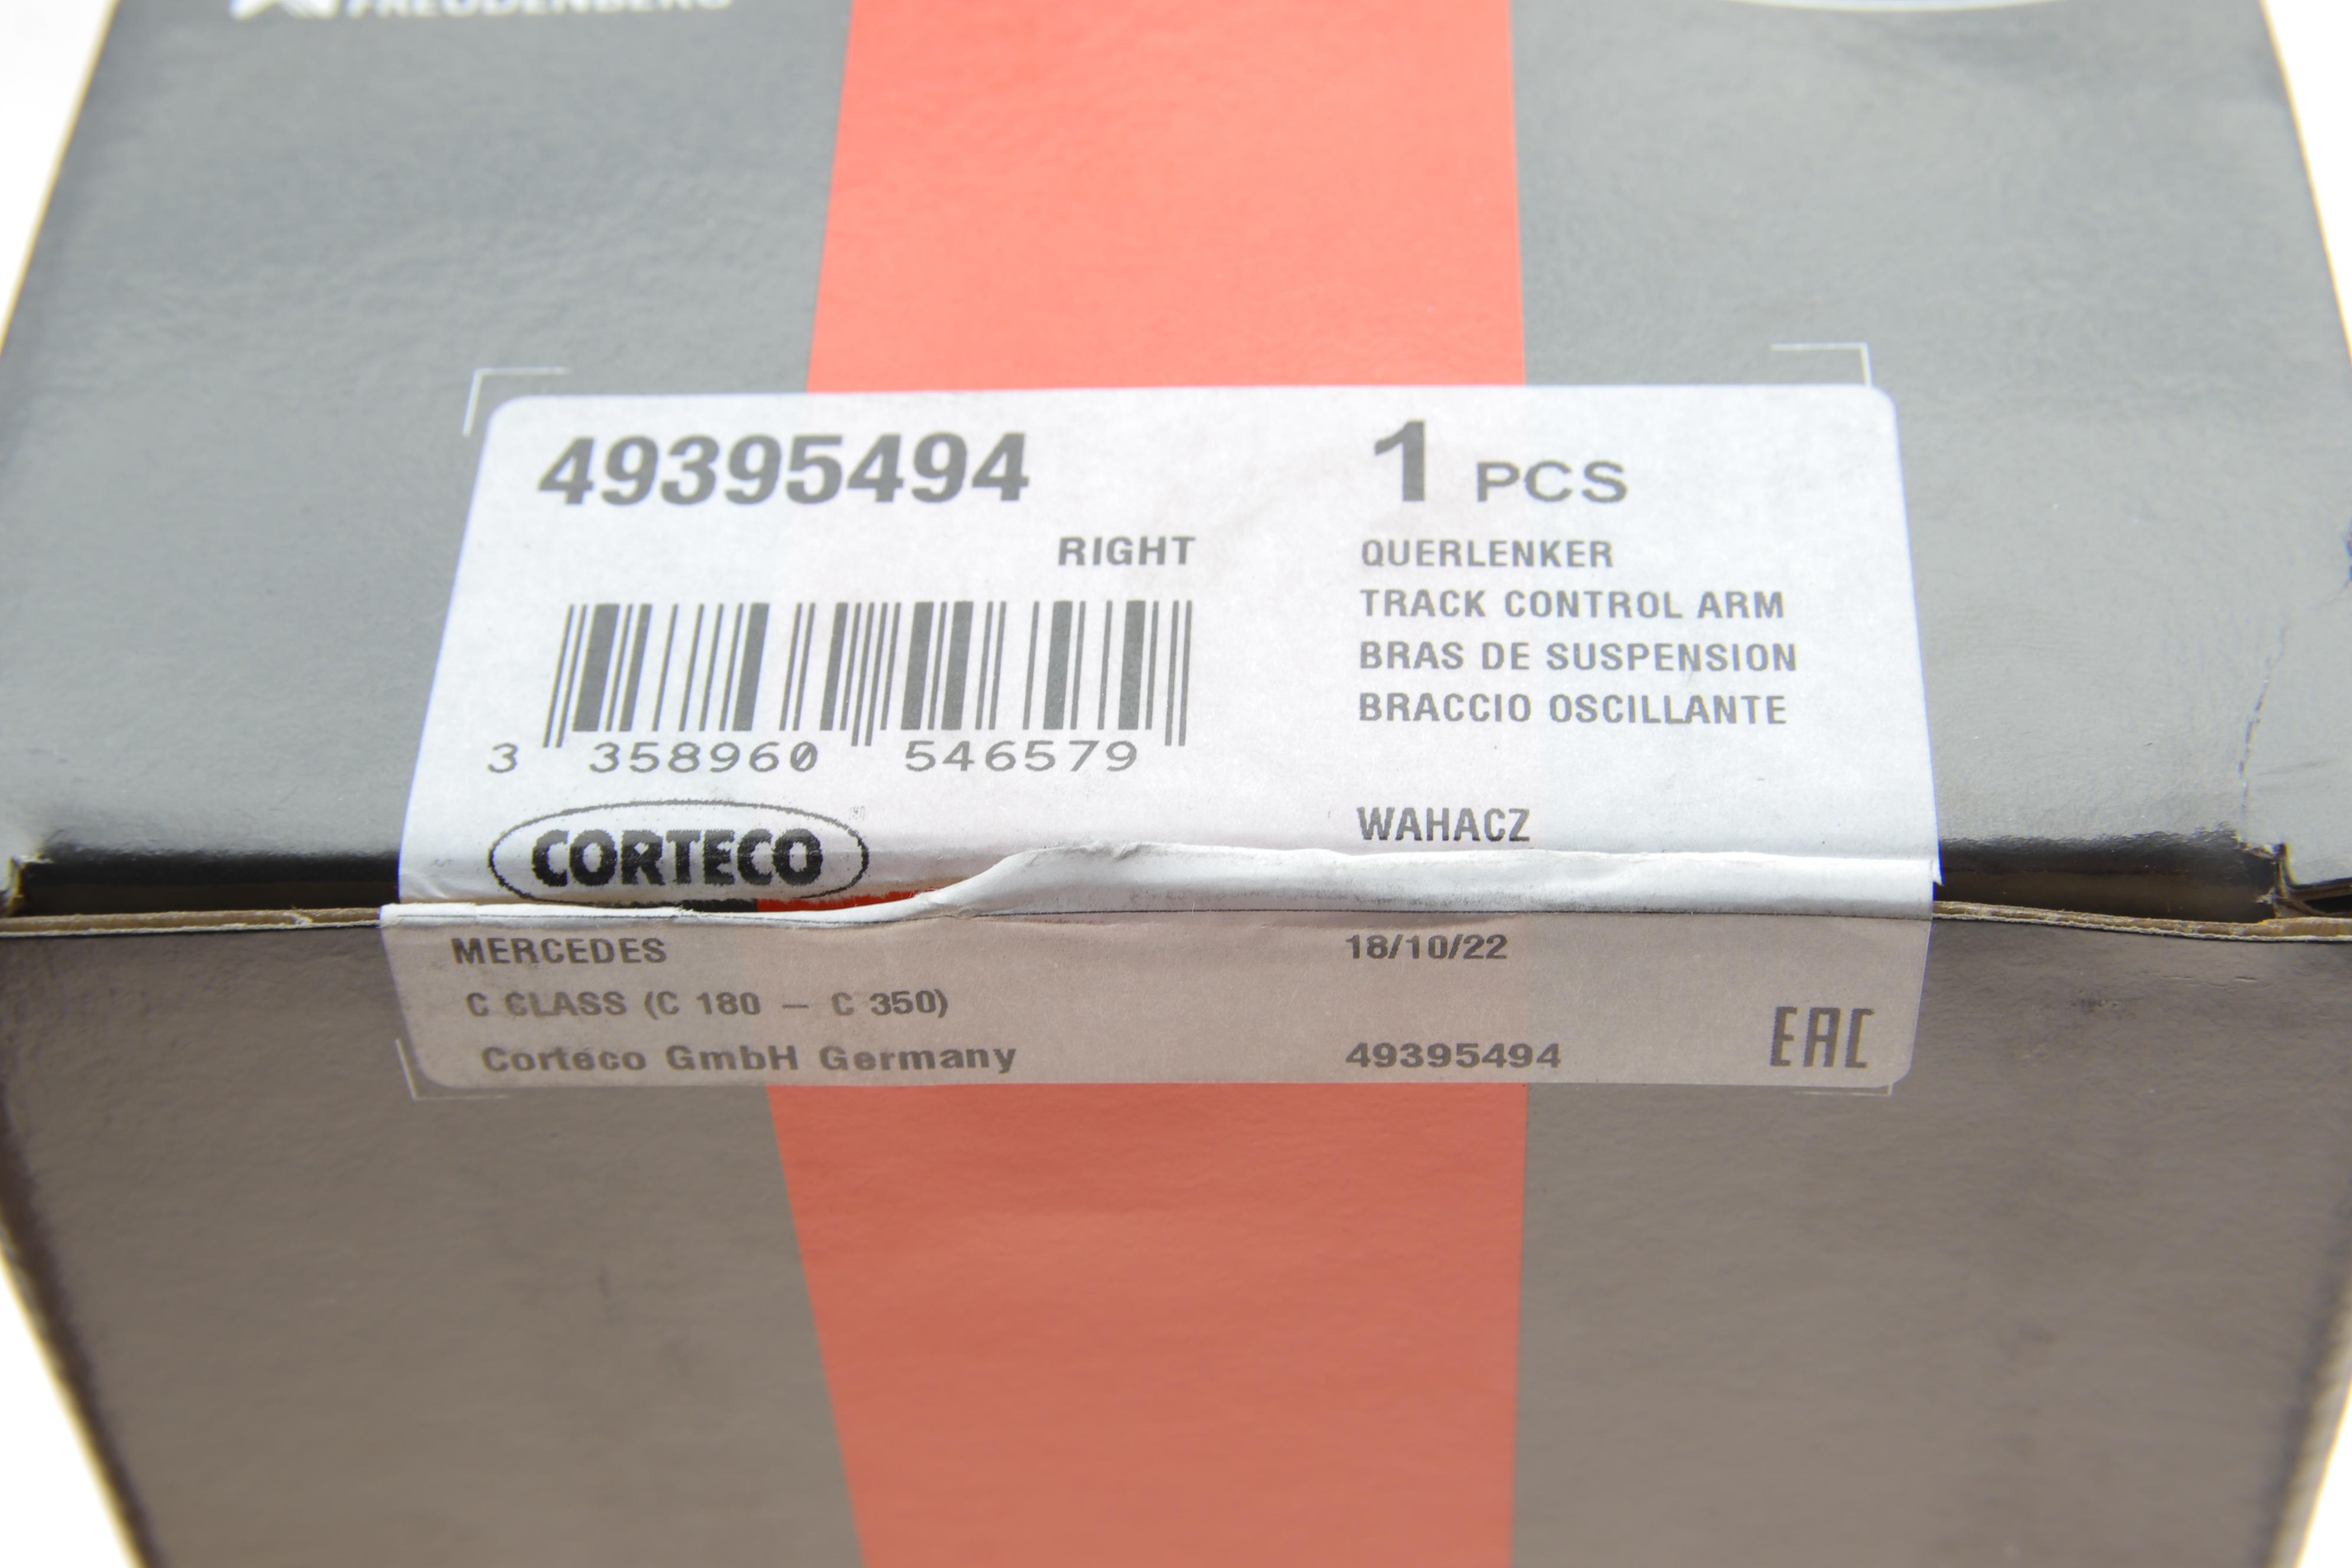 FREUDENBERG
49395494
1 PCS
RIGHT
QUERLENKER
TRACK CONTROL ARM
BRAS DE SUSPENSION
BRACCIO OSCILLANTE
3 358960 546579
WAHACZ
CORTECO
MERCEDES
18/10/22
C CLASS (C 180 – C 350)
Corteco GmbH Germany
49395494
EAC